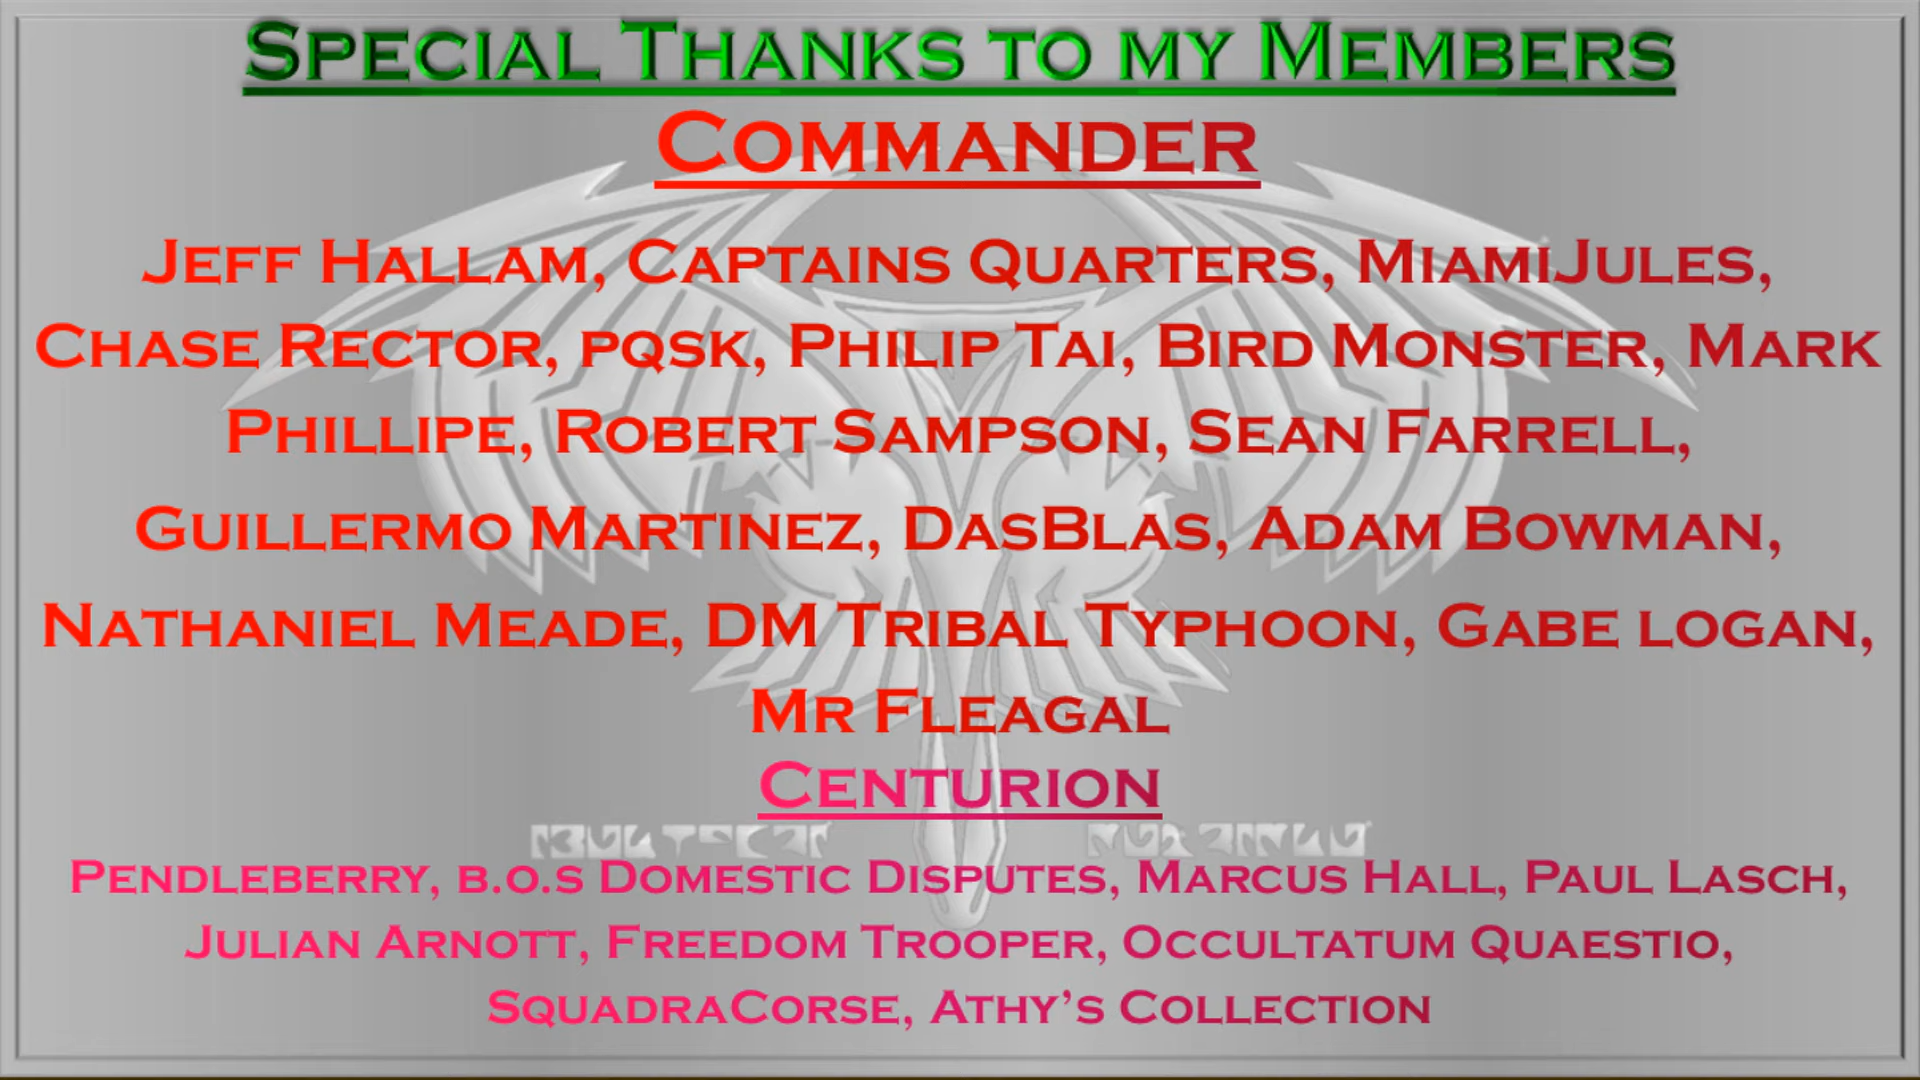 Special Thanks to my Members
Commander
Jeff Hallam, Captains Quarters, MiamiJules,
Chase Rector, pqsk, Philip Tai, Bird Monster, Mark
Phillipe, Robert Sampson, Sean Farrell,
Guillermo Martinez, DasBlas, Adam Bowman,
Nathaniel Meade, DM Tribal Typhoon, Gabe logan,
Mr Fleagal
Centurion
Pendleberry, b.o.s Domestic Disputes, Marcus Hall, Paul Lasch,
Julian Arnott, Freedom Trooper, Occultatum Quaestio,
SquadraCorse, Athy's Collection